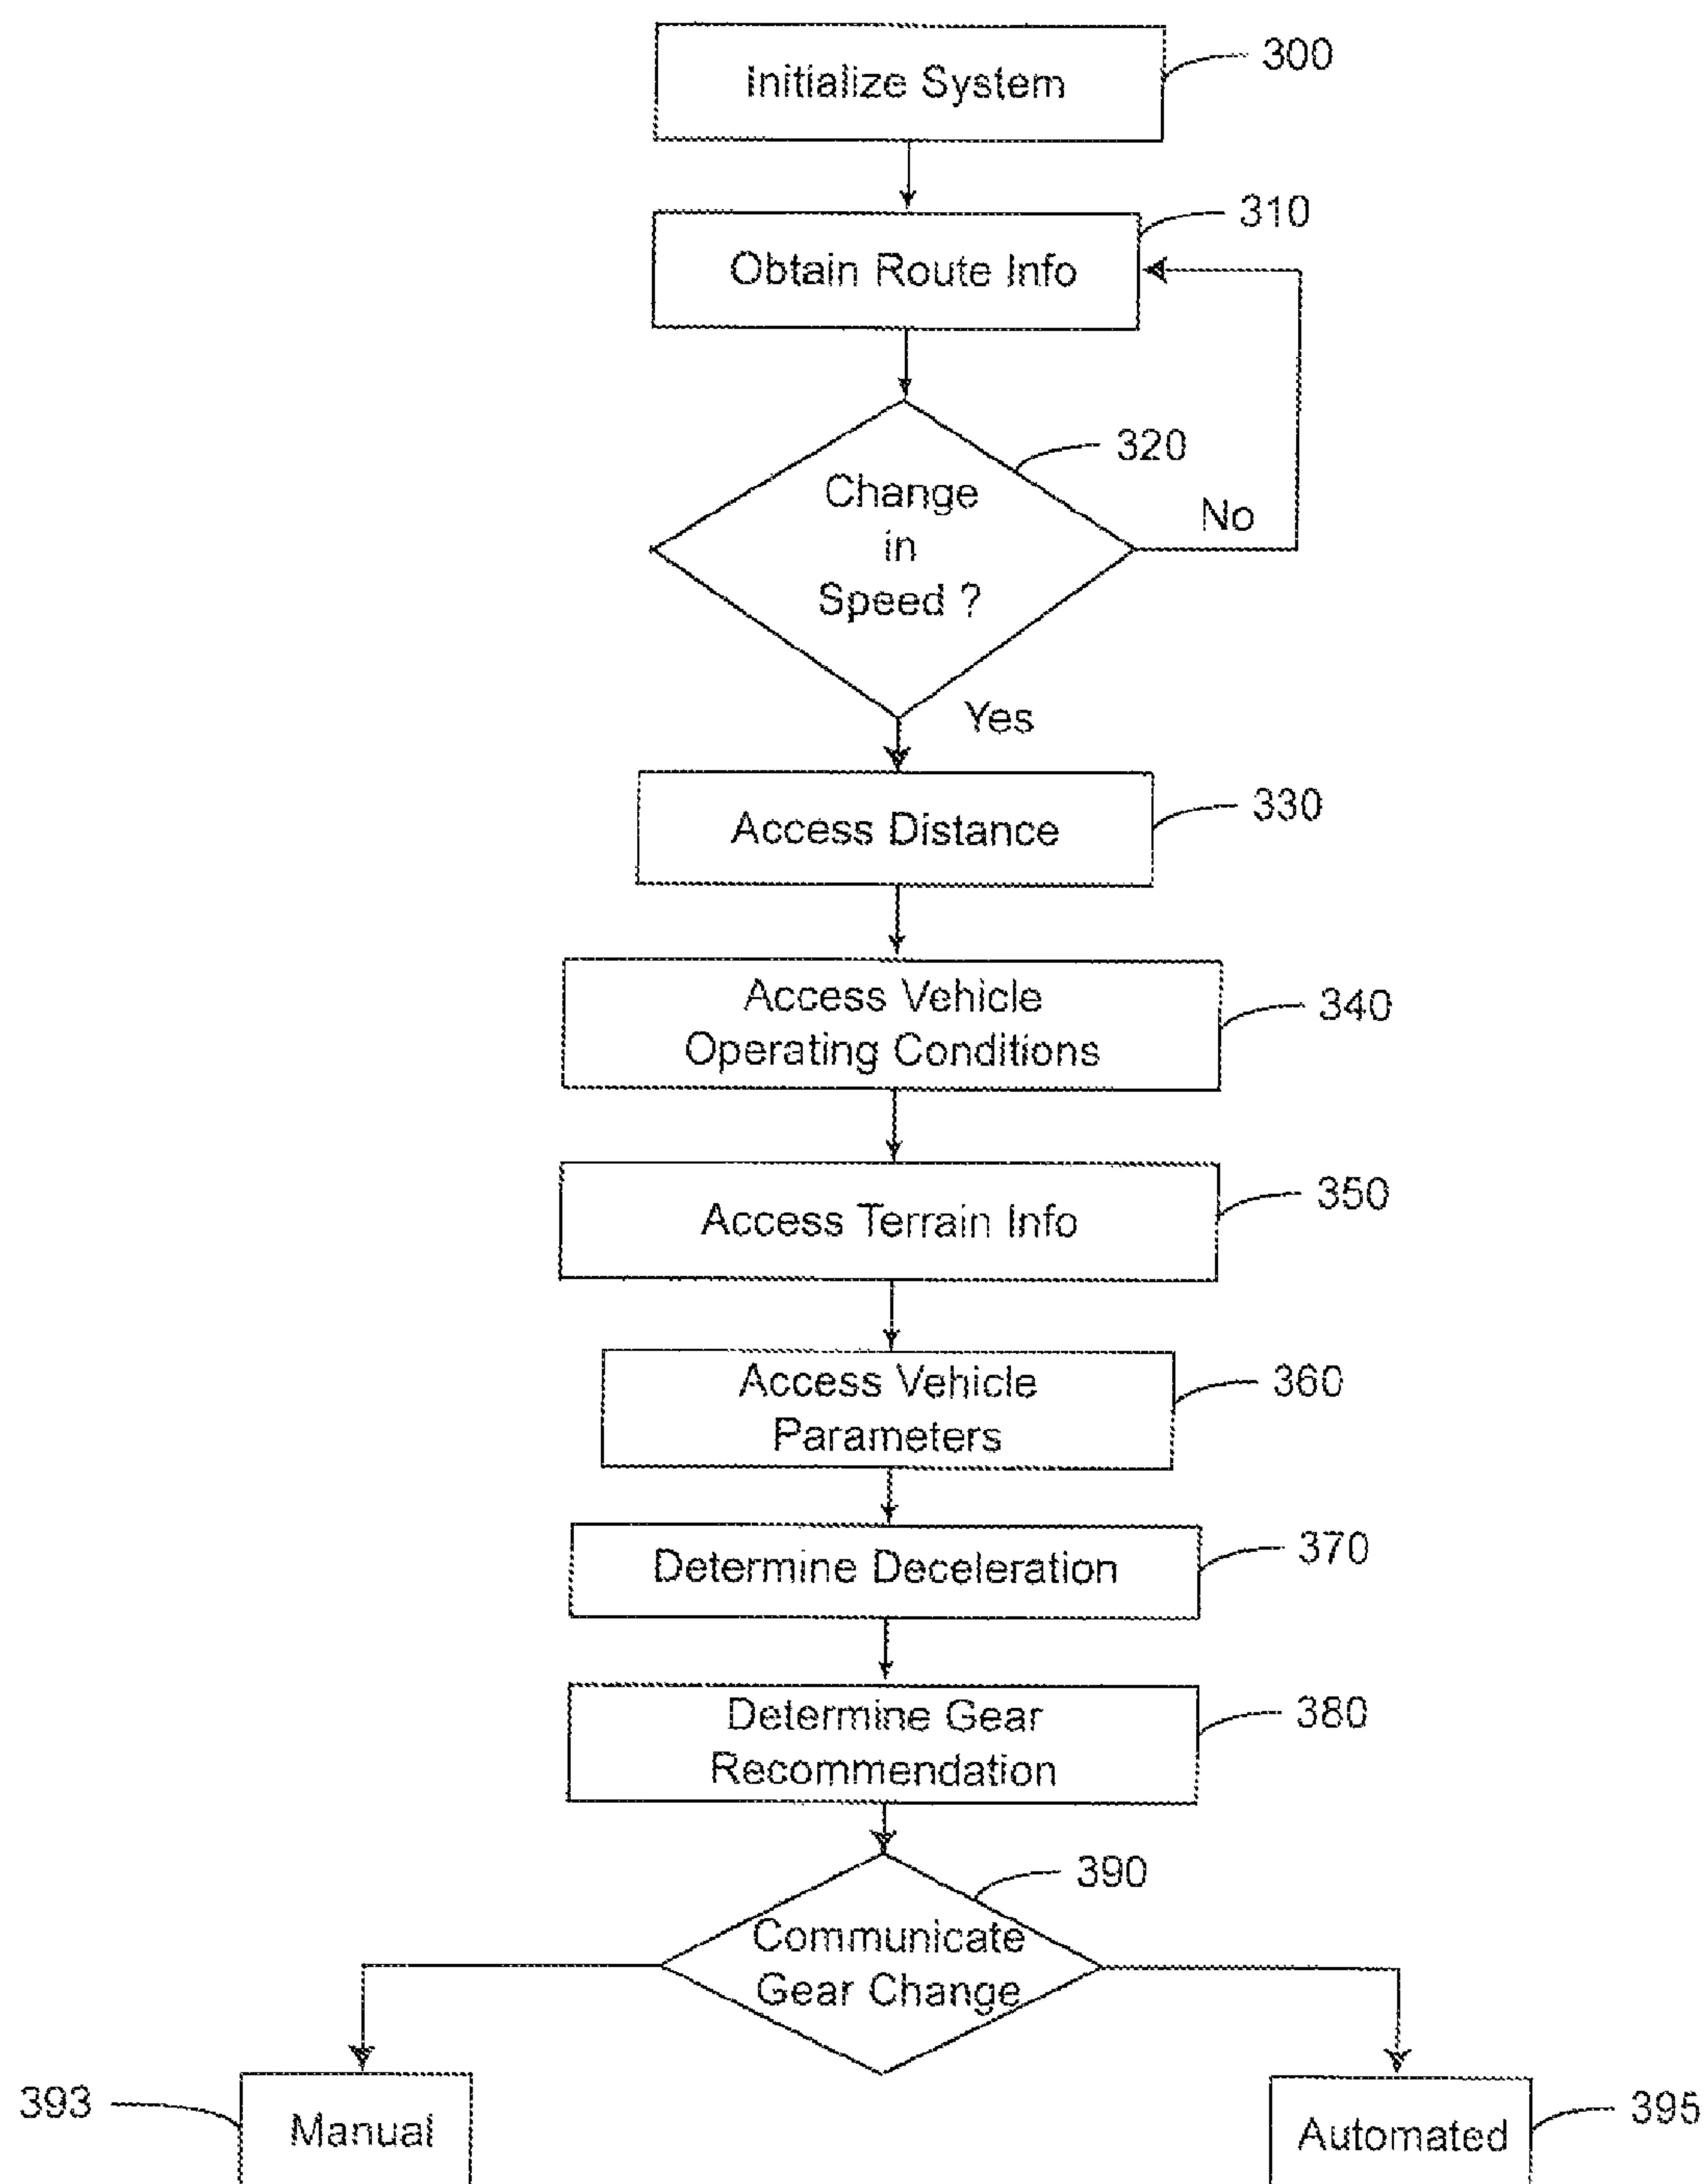 Initialize System
300
310
Obtain Route Info
320
Change
in
Speed ?
No
Yes
330
Access Distance
Access Vehicle
Operating Conditions
340
350
Access Terrain Info
Access Vehicle
Parameters
360
Determine Deceleration
370
Determine Gear
Recommendation
380
390
Communicate
Gear Change
393
Manual
395
Automated